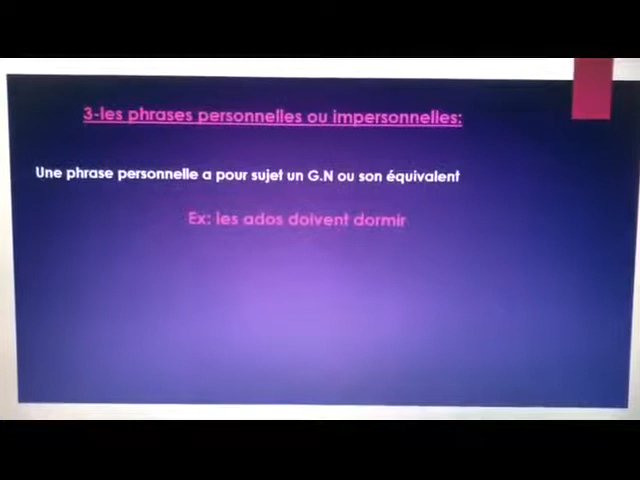 3-les phrases personnelles ou impersonnelles:
Une phrase personnelle a pour sujet un G.N ou son équivalent
Ex: les ados doivent dormir